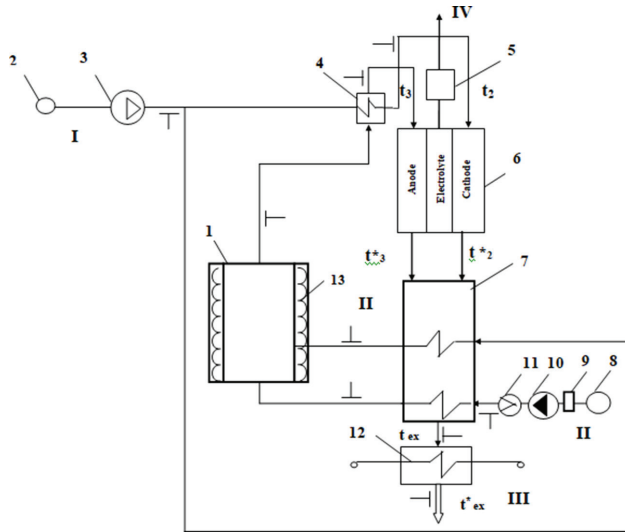 IV
2
3
4
5
t3
t2
I
Anode
Electrolyte
Cathode
6
1
t*3
t*2
7
13
II
11
10
9
8
t ex
II
12
t*ex
III